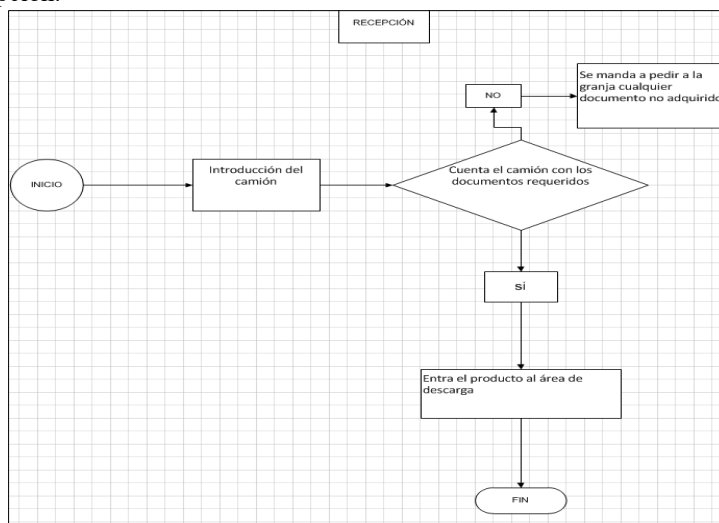 RECEPCIÓN
Se manda a pedir a la
granja cualquier
documento no adquirido
NO
INICIO
Introducción del
camión
Cuenta el camión con los
documentos requeridos
si
Entra el producto al área de
descarga
FIN